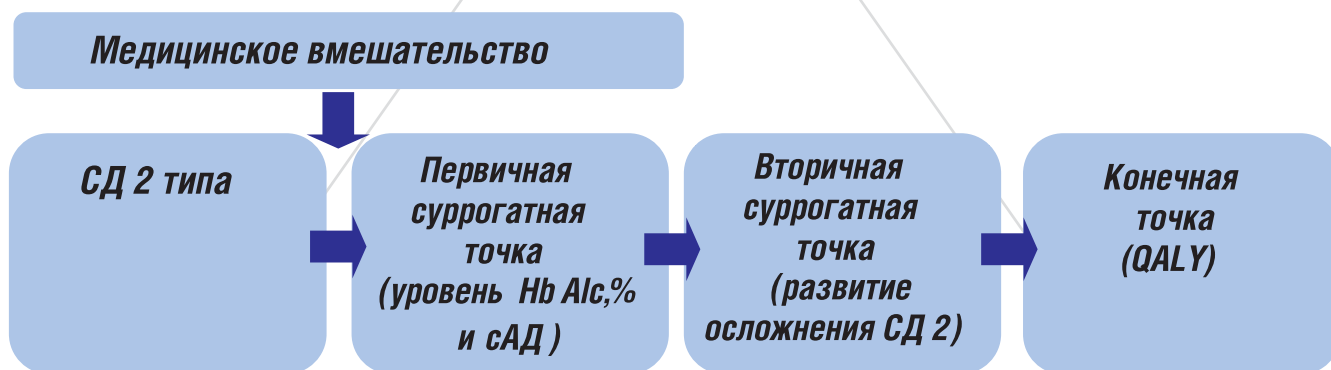 Медицинское вмешательство
СД 2 типа
Первичная
суррогатная
точка
(уровень Hb AIc,%
и сАД )
Вторичная
суррогатная
точка
(развитие
осложнения СД 2)
Конечная
точка
(QALY)